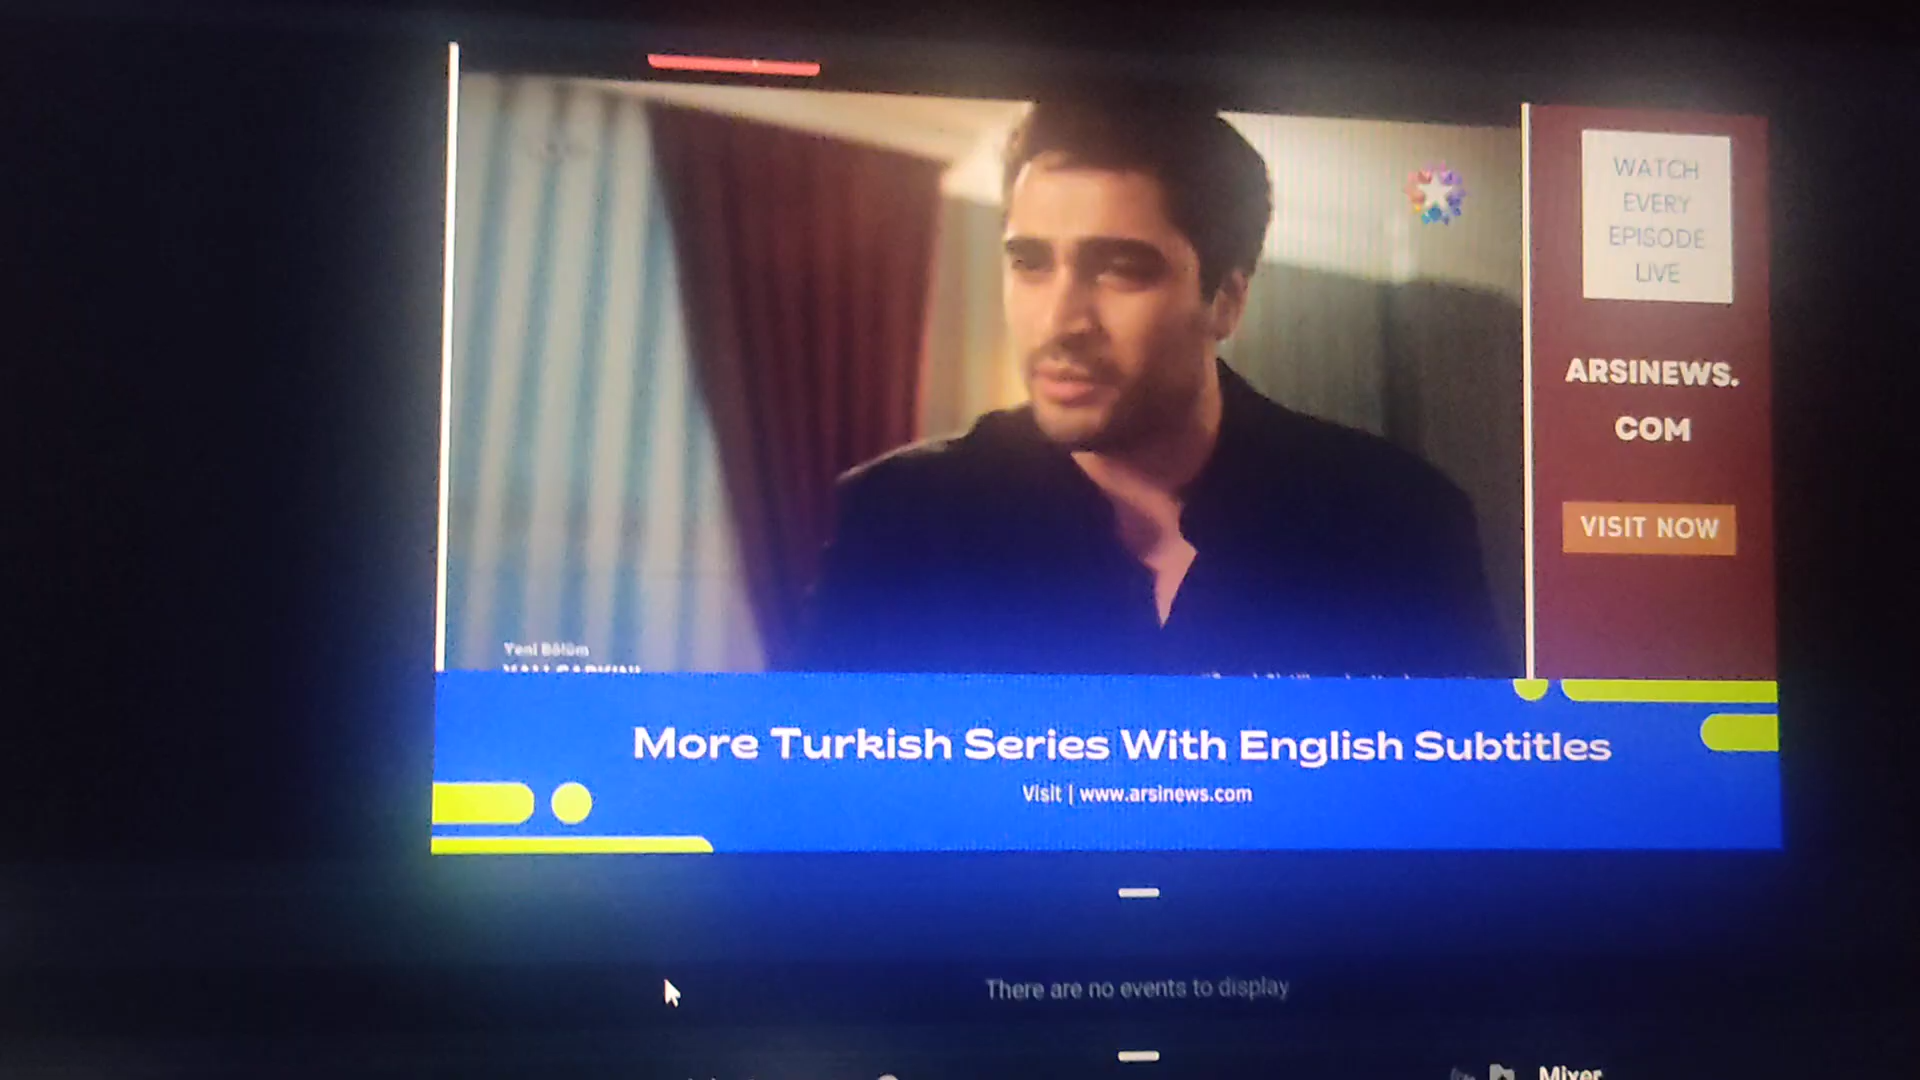 WATCH
EVERY
EPISODE
LIVE
ARSINEWS.
COM
VISIT NOW
Yeni Bölüm
More Turkish Series With English Subtitles
Visit | www.arsinews.com
There are no events to display
Mixer